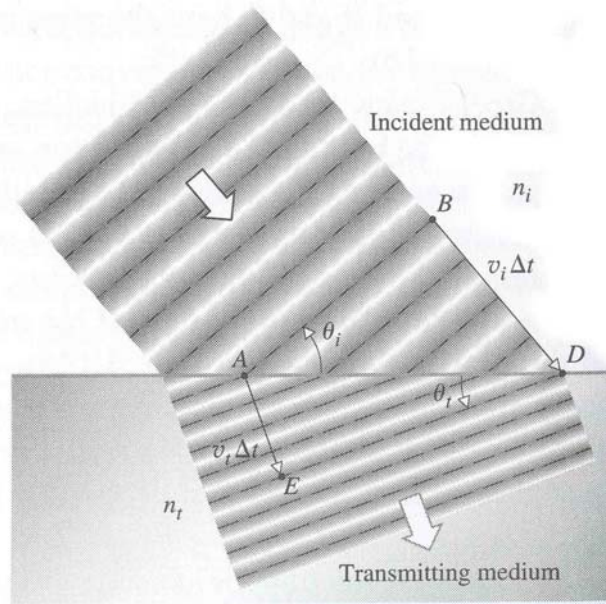 Incident medium
n_i
B
v_i Δt
θ_i
A
D
θ_t
v_t Δt
E
n_t
Transmitting medium